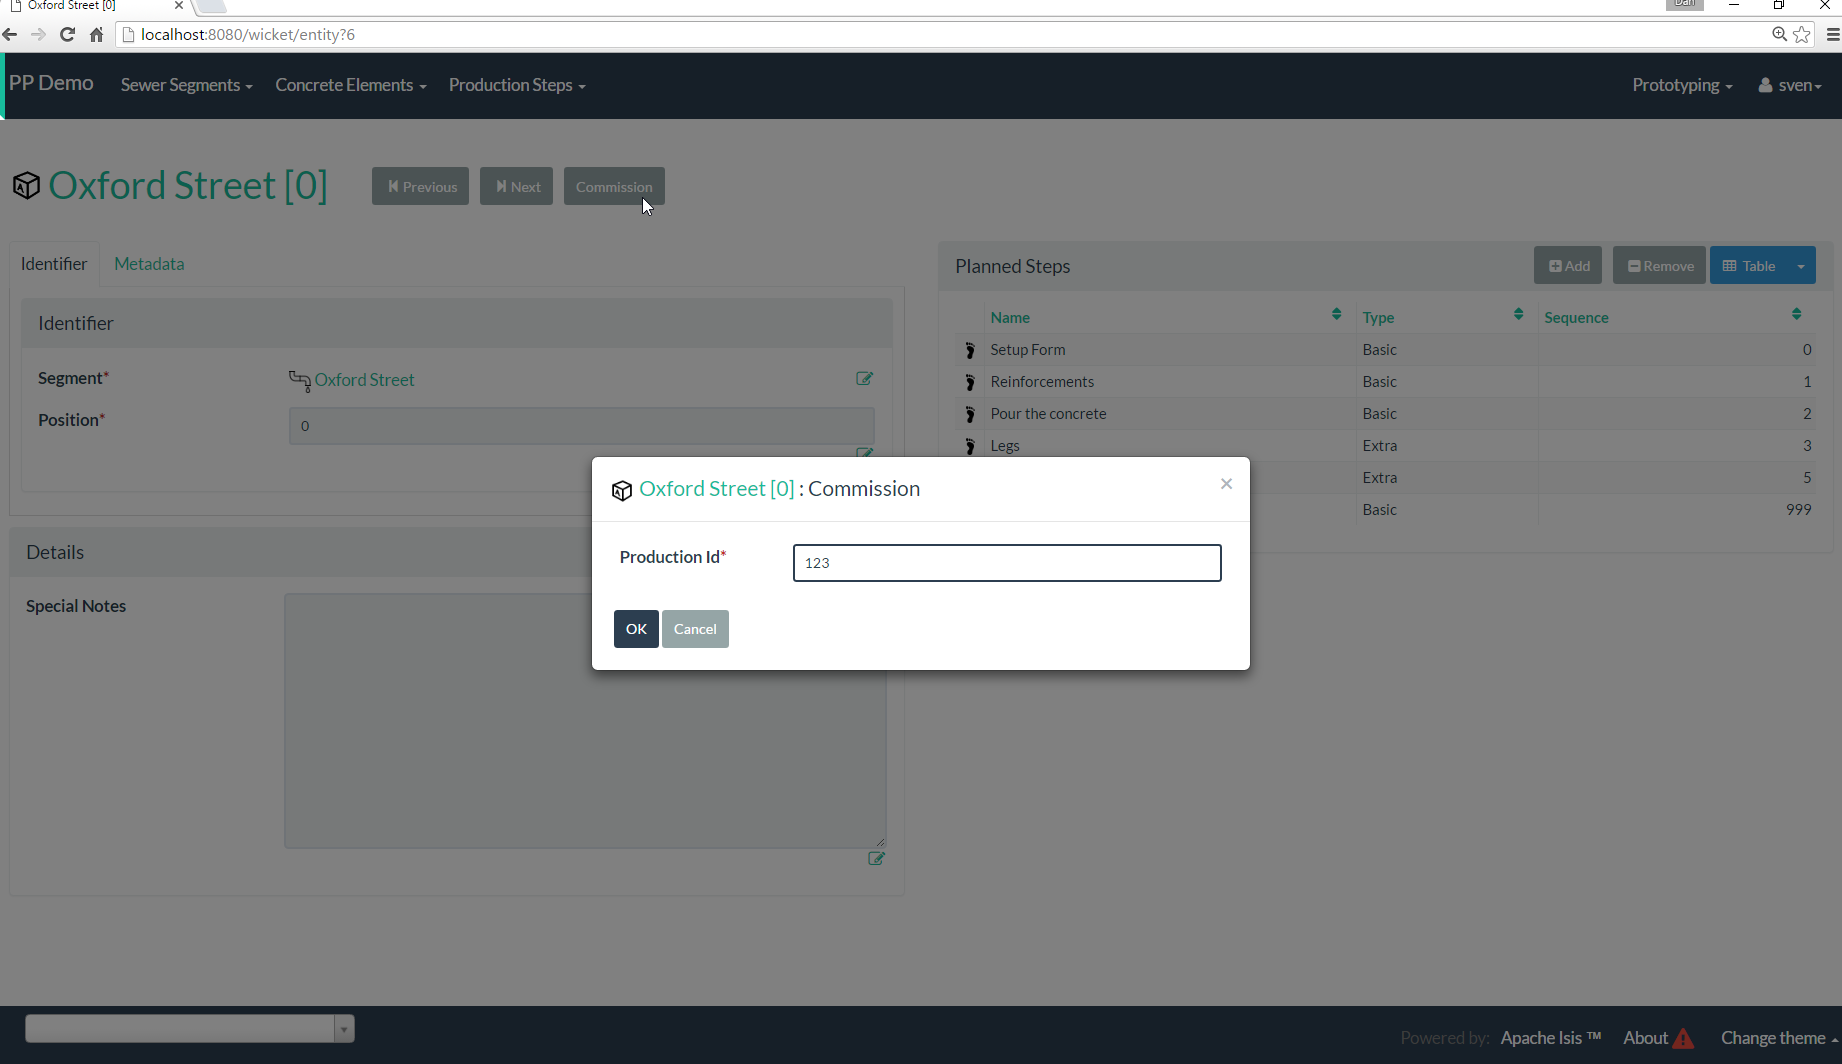 Oxford Street [0]
Dan
localhost:8080/wicket/entity?6
PP Demo Sewer Segments Concrete Elements Production Steps Prototyping sven
Oxford Street [0] Previous Next Commission
Identifier Metadata
Identifier
Segment* Oxford Street
Position* 0
Details
Special Notes
Planned Steps Add Remove Table
Name Type Sequence
Setup Form Basic 0
Reinforcements Basic 1
Pour the concrete Basic 2
Legs Extra 3
Extra 5
Basic 999
Oxford Street [0] : Commission ×
Production Id* 123
OK Cancel
Powered by: Apache Isis ™ About Change theme